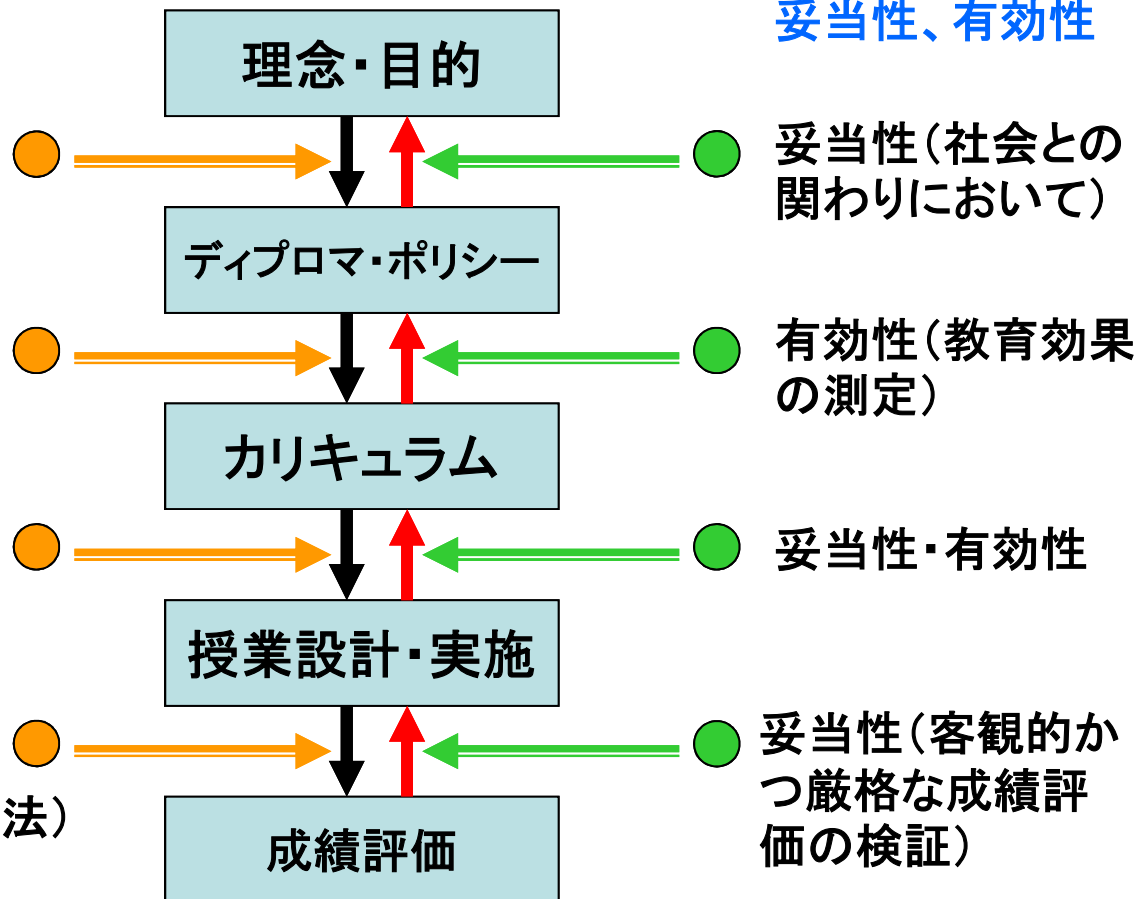 妥当性、有効性
理念・目的
妥当性（社会との
関わりにおいて）
ディプロマ・ポリシー
有効性（教育効果
の測定）
カリキュラム
妥当性・有効性
授業設計・実施
妥当性（客観的か
つ厳格な成績評
価の検証）
法）
成績評価